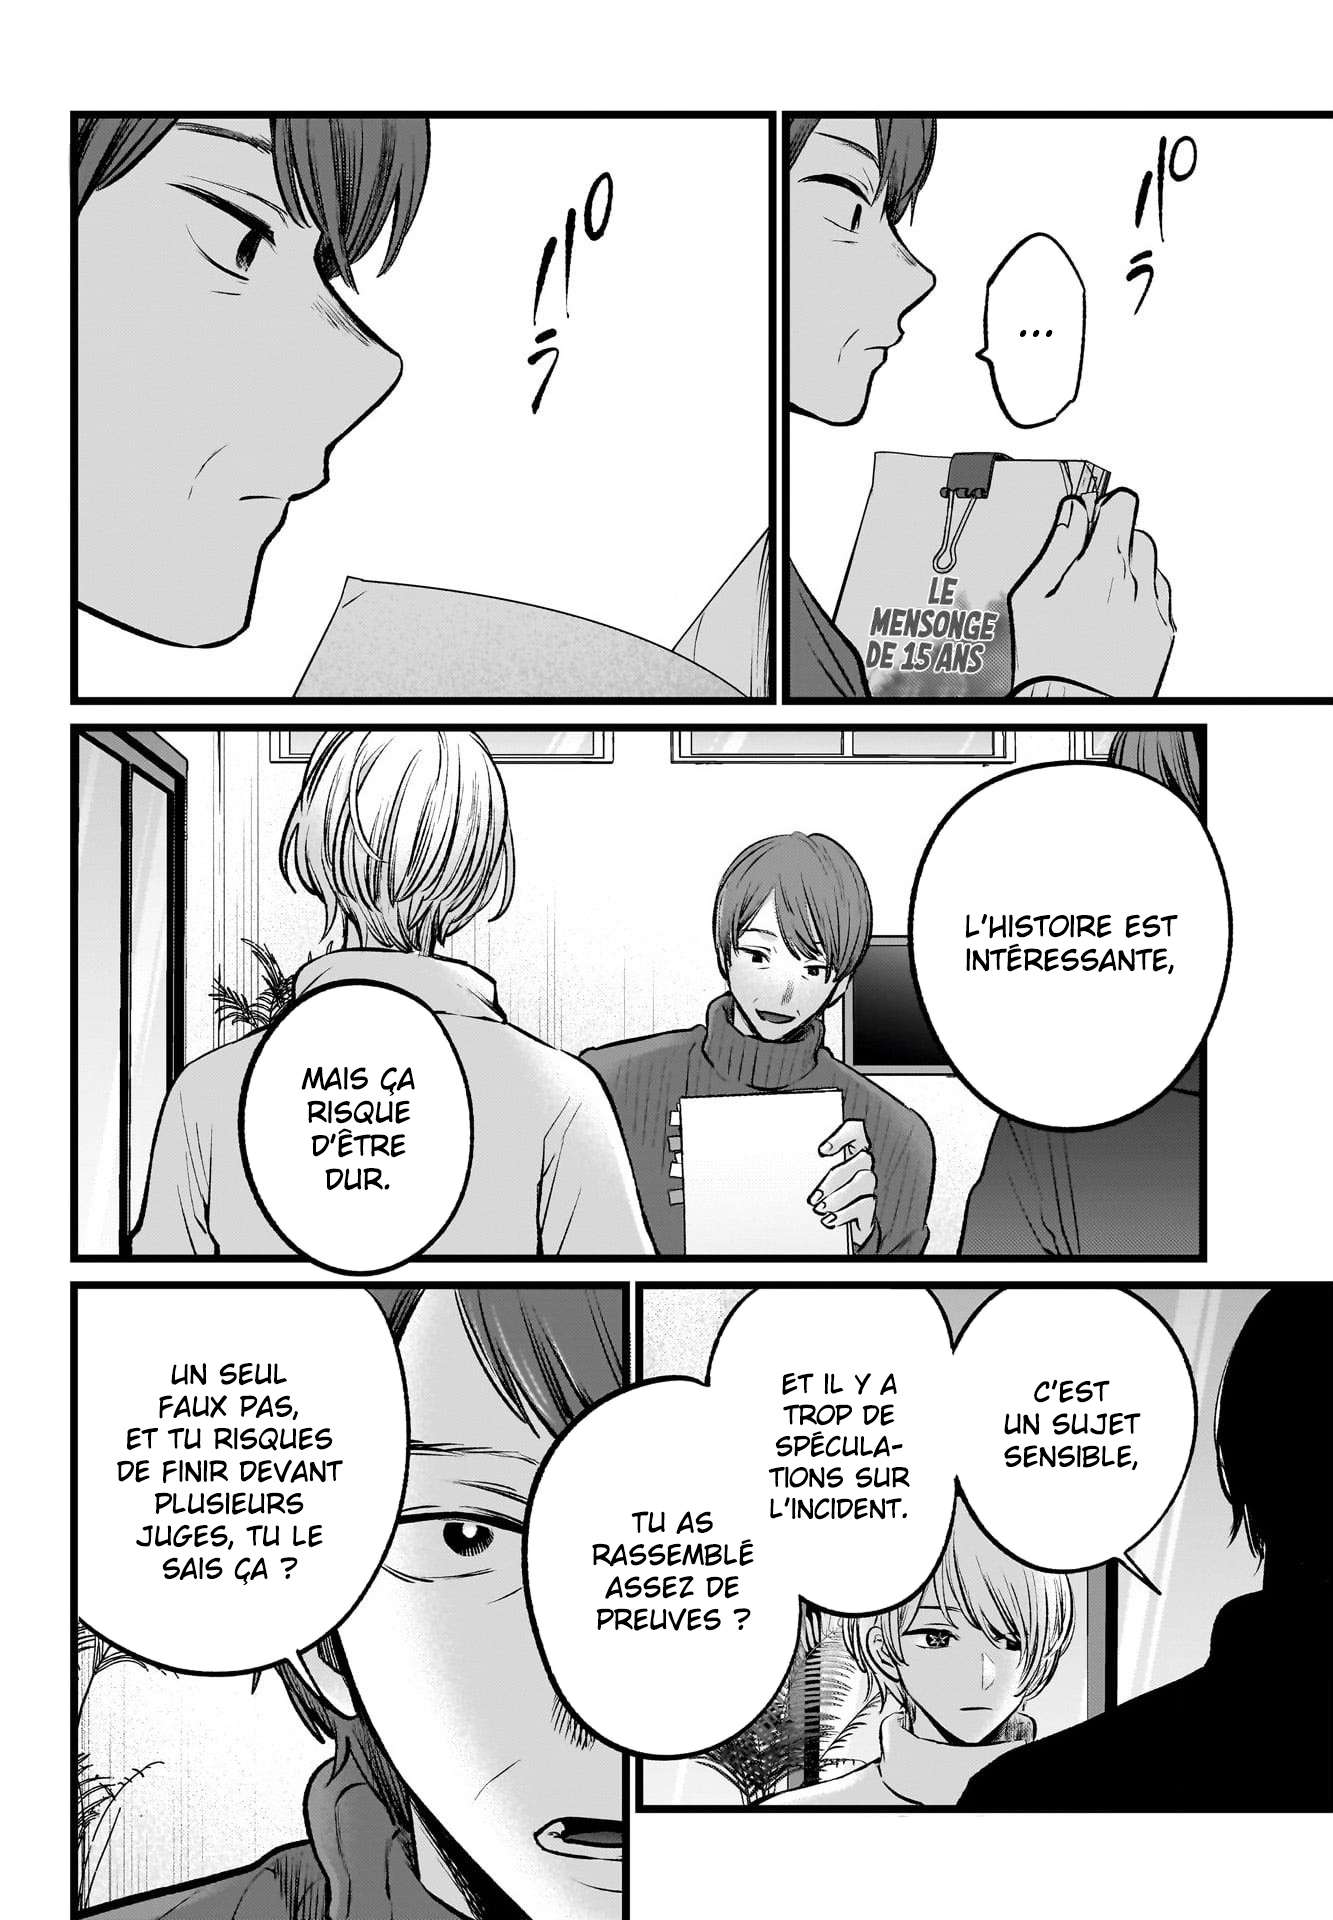 パラ
...
LE
MENSONGE
DE 15 ANS
パラ
L'HISTOIRE EST
INTÉRESSANTE,
MAIS ÇA
RISQUE
D'ÊTRE
DUR.
C'EST
UN SUJET
SENSIBLE,
ET IL Y A
TROP DE
SPÉCULA-
TIONS SUR
L'INCIDENT.
TU AS
RASSEMBLÉ
ASSEZ DE
PREUVES ?
UN SEUL
FAUX PAS,
ET TU RISQUES
DE FINIR DEVANT
PLUSIEURS
JUGES, TU LE
SAIS ÇA ?